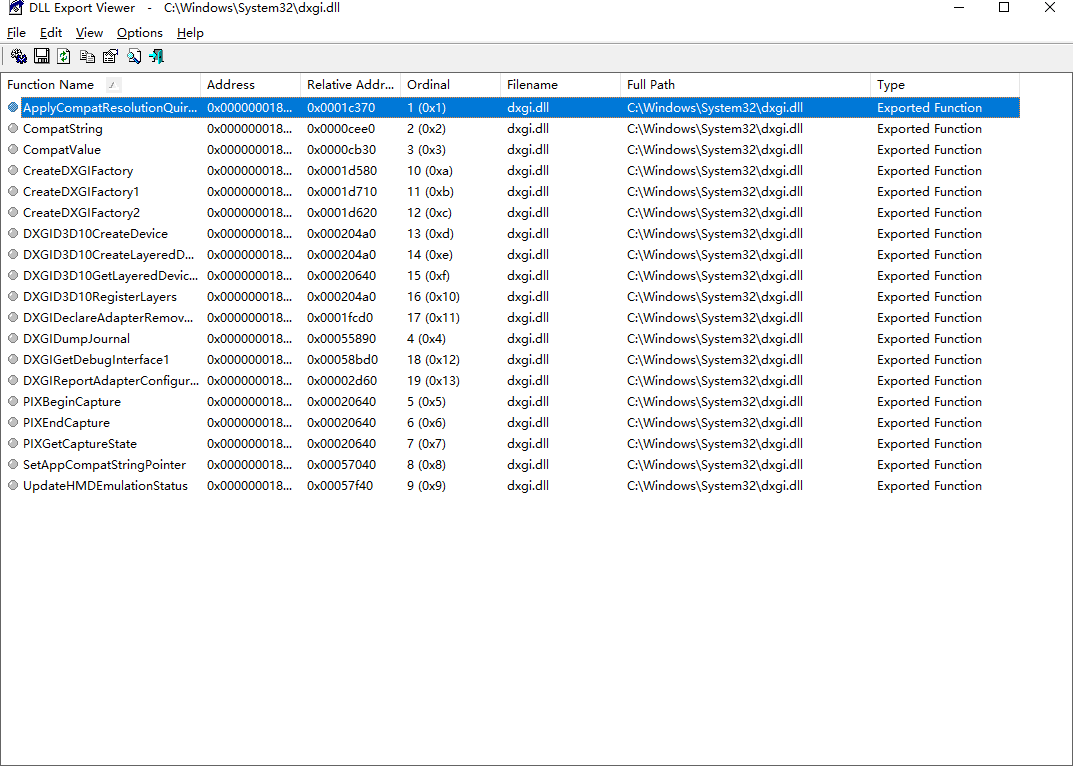 DLL Export Viewer - C:\Windows\System32\dxgi.dll
File Edit View Options Help
Function Name Address Relative Addr... Ordinal Filename Full Path Type
ApplyCompatResolutionQuir... 0x000000018... 0x0001c370 1 (0x1) dxgi.dll C:\Windows\System32\dxgi.dll Exported Function
CompatString 0x000000018... 0x0000cee0 2 (0x2) dxgi.dll C:\Windows\System32\dxgi.dll Exported Function
CompatValue 0x000000018... 0x0000cb30 3 (0x3) dxgi.dll C:\Windows\System32\dxgi.dll Exported Function
CreateDXGIFactory 0x000000018... 0x0001d580 10 (0xa) dxgi.dll C:\Windows\System32\dxgi.dll Exported Function
CreateDXGIFactory1 0x000000018... 0x0001d710 11 (0xb) dxgi.dll C:\Windows\System32\dxgi.dll Exported Function
CreateDXGIFactory2 0x000000018... 0x0001d620 12 (0xc) dxgi.dll C:\Windows\System32\dxgi.dll Exported Function
DXGID3D10CreateDevice 0x000000018... 0x000204a0 13 (0xd) dxgi.dll C:\Windows\System32\dxgi.dll Exported Function
DXGID3D10CreateLayeredD... 0x000000018... 0x000204a0 14 (0xe) dxgi.dll C:\Windows\System32\dxgi.dll Exported Function
DXGID3D10GetLayeredDevic... 0x000000018... 0x00020640 15 (0xf) dxgi.dll C:\Windows\System32\dxgi.dll Exported Function
DXGID3D10RegisterLayers 0x000000018... 0x000204a0 16 (0x10) dxgi.dll C:\Windows\System32\dxgi.dll Exported Function
DXGIDeclareAdapterRemov... 0x000000018... 0x0001fcd0 17 (0x11) dxgi.dll C:\Windows\System32\dxgi.dll Exported Function
DXGIDumpJournal 0x000000018... 0x00055890 4 (0x4) dxgi.dll C:\Windows\System32\dxgi.dll Exported Function
DXGIGetDebugInterface1 0x000000018... 0x00058bd0 18 (0x12) dxgi.dll C:\Windows\System32\dxgi.dll Exported Function
DXGIReportAdapterConfigur... 0x000000018... 0x00002d60 19 (0x13) dxgi.dll C:\Windows\System32\dxgi.dll Exported Function
PIXBeginCapture 0x000000018... 0x00020640 5 (0x5) dxgi.dll C:\Windows\System32\dxgi.dll Exported Function
PIXEndCapture 0x000000018... 0x00020640 6 (0x6) dxgi.dll C:\Windows\System32\dxgi.dll Exported Function
PIXGetCaptureState 0x000000018... 0x00020640 7 (0x7) dxgi.dll C:\Windows\System32\dxgi.dll Exported Function
SetAppCompatStringPointer 0x000000018... 0x00057040 8 (0x8) dxgi.dll C:\Windows\System32\dxgi.dll Exported Function
UpdateHMDEmulationStatus 0x000000018... 0x00057f40 9 (0x9) dxgi.dll C:\Windows\System32\dxgi.dll Exported Function